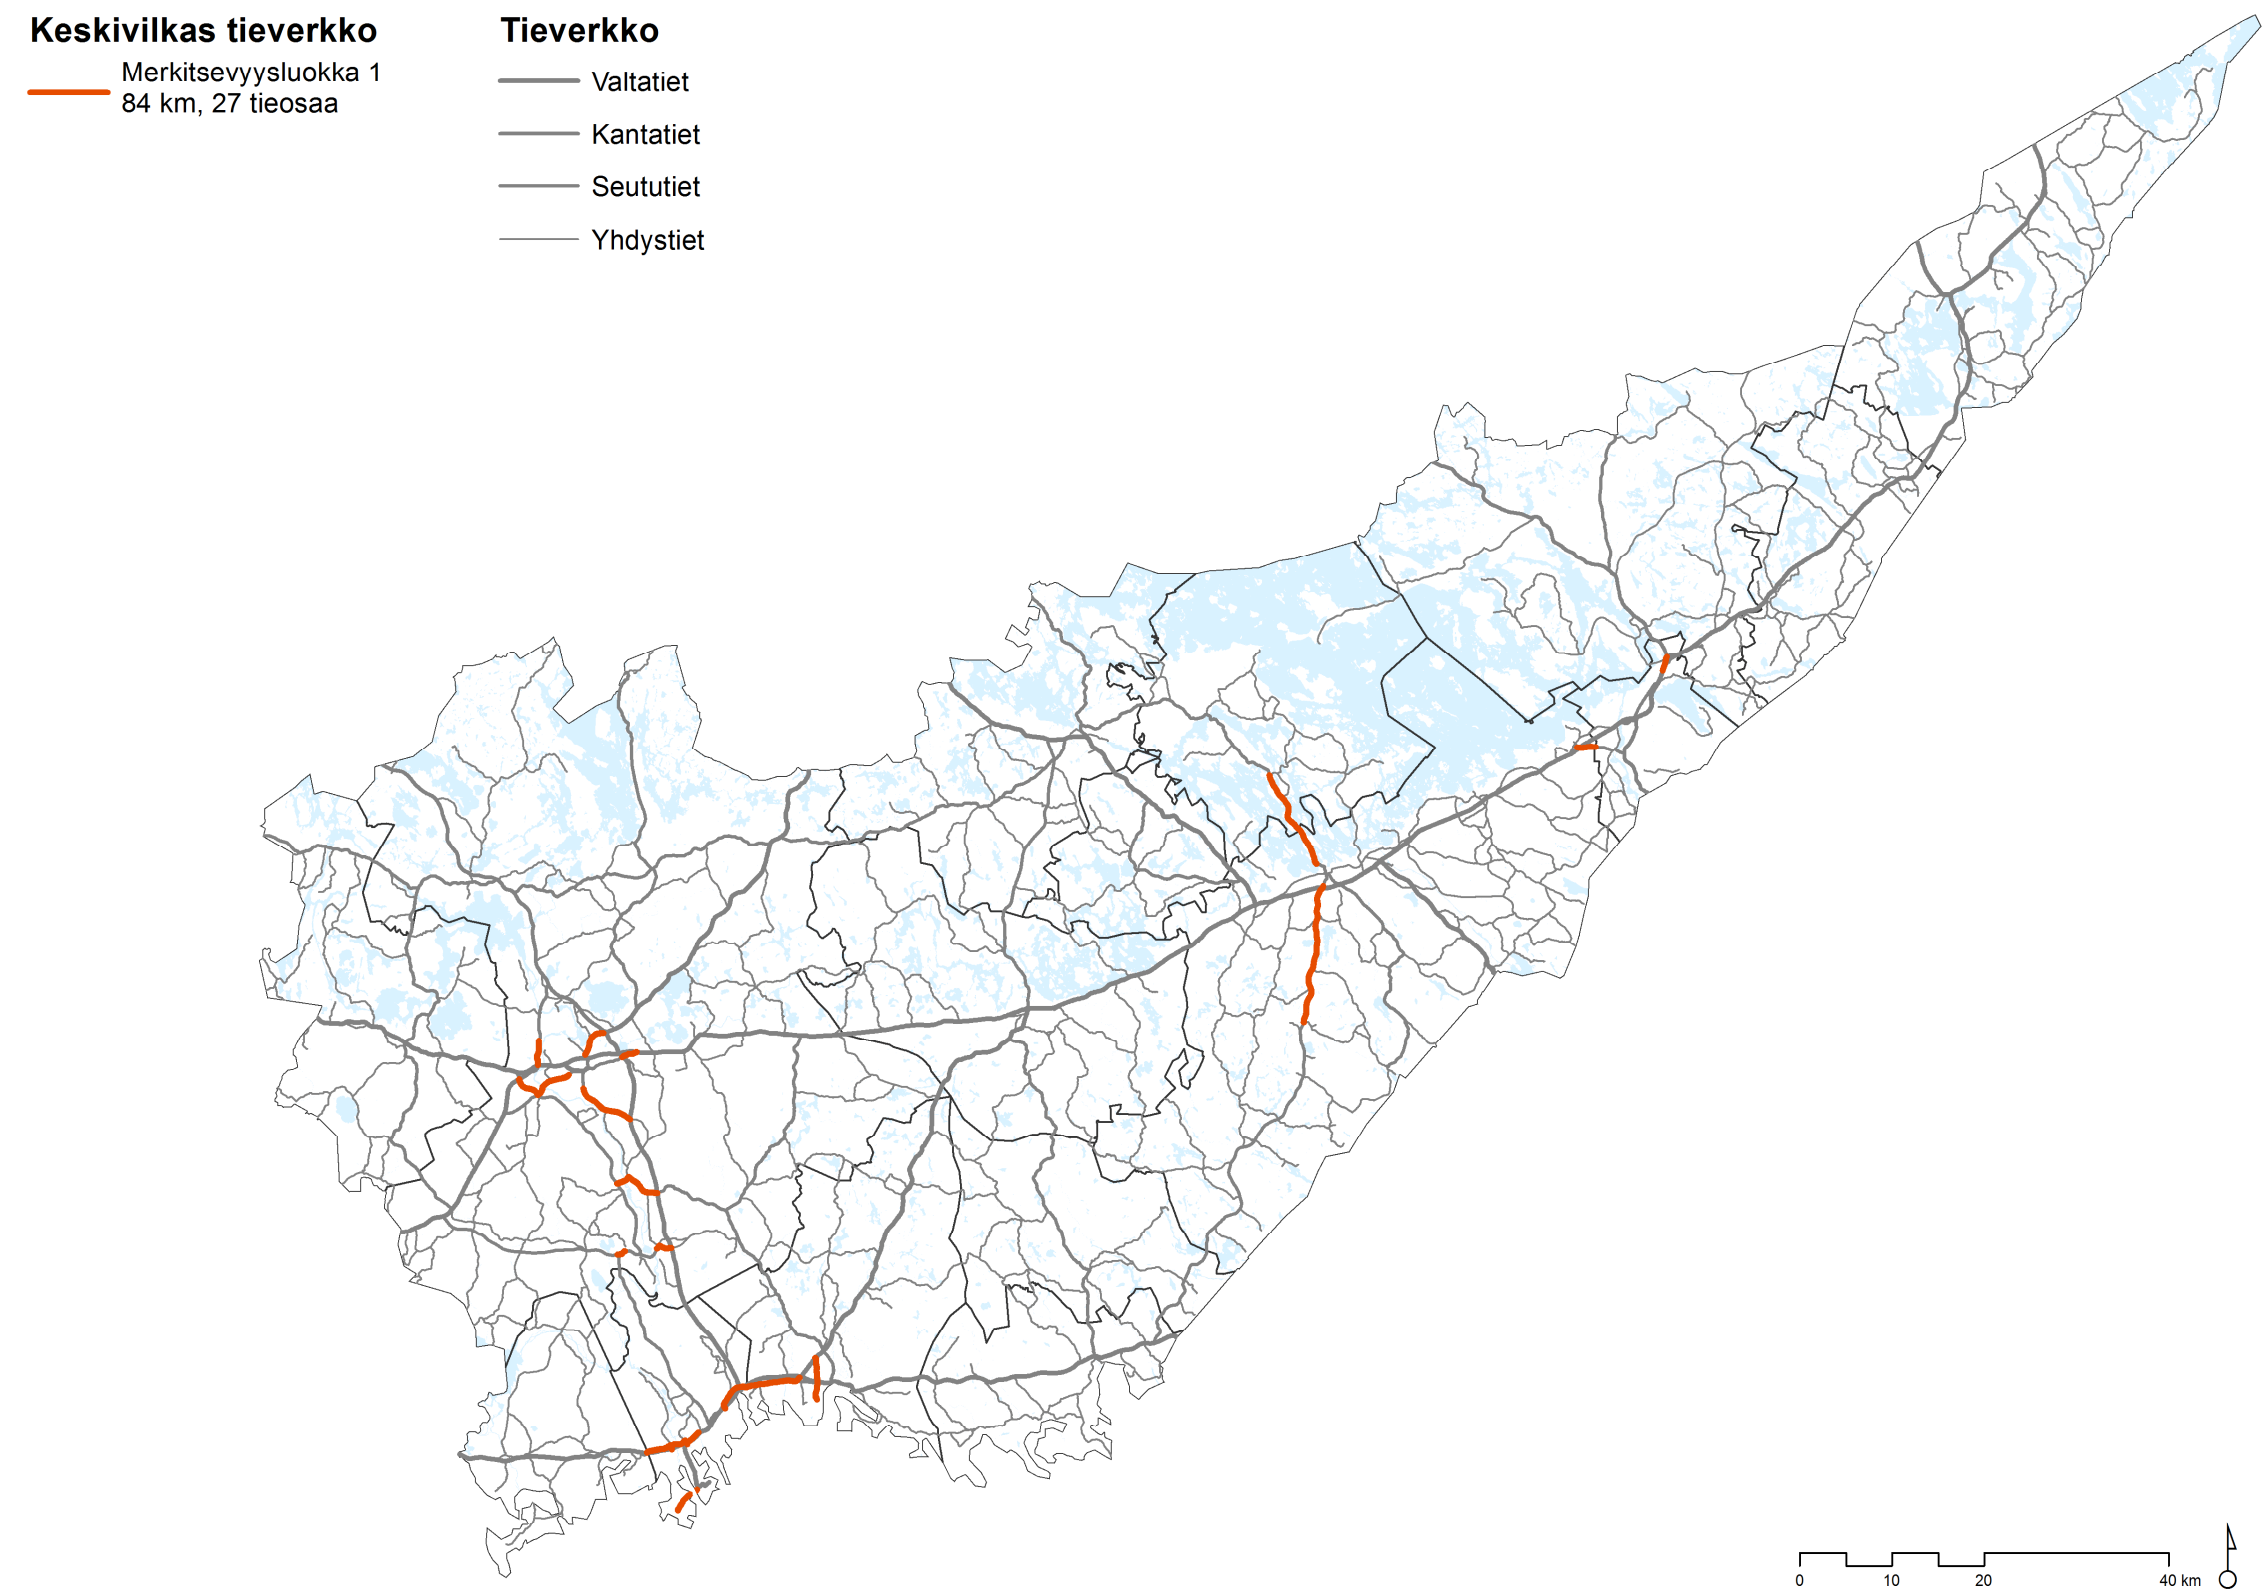 Keskivilkas tieverkko
Merkitsevyysluokka 1
84 km, 27 tieosaa
Tieverkko
Valtatiet
Kantatiet
Seututiet
Yhdystiet
0 10 20 40 km